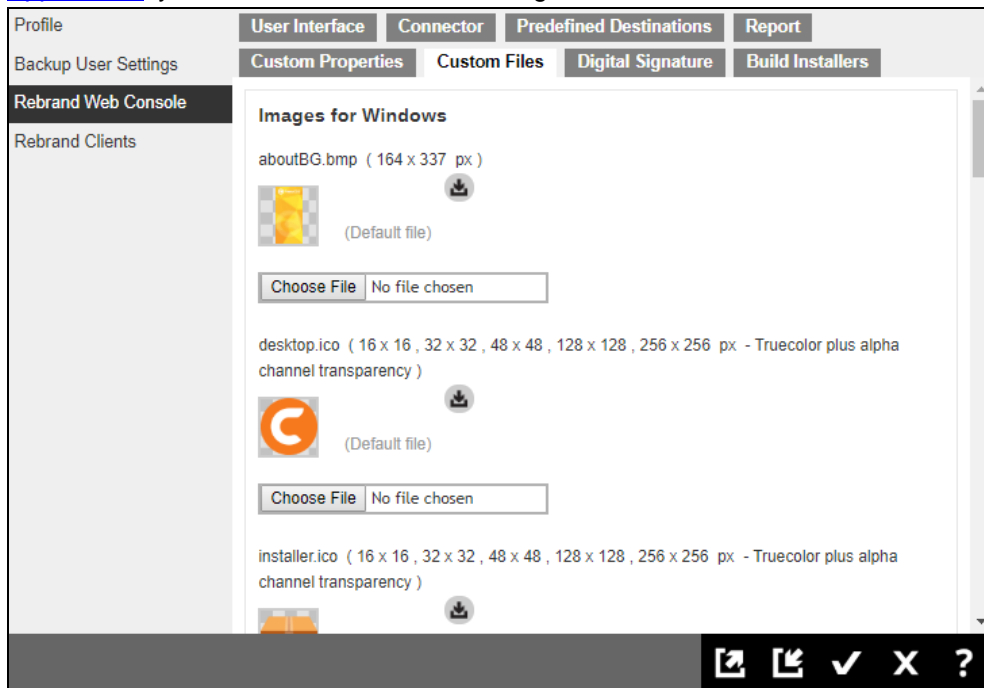 Profile
Backup User Settings
Rebrand Web Console
Rebrand Clients
User Interface Connector Predefined Destinations Report
Custom Properties Custom Files Digital Signature Build Installers
Images for Windows
aboutBG.bmp ( 164 x 337 px )
(Default file)
Choose File No file chosen
desktop.ico ( 16 x 16 , 32 x 32 , 48 x 48 , 128 x 128 , 256 x 256 px - Truecolor plus alpha
channel transparency )
C
(Default file)
Choose File No file chosen
installer.ico ( 16 x 16 , 32 x 32 , 48 x 48 , 128 x 128 , 256 x 256 px - Truecolor plus alpha
channel transparency )
X ?